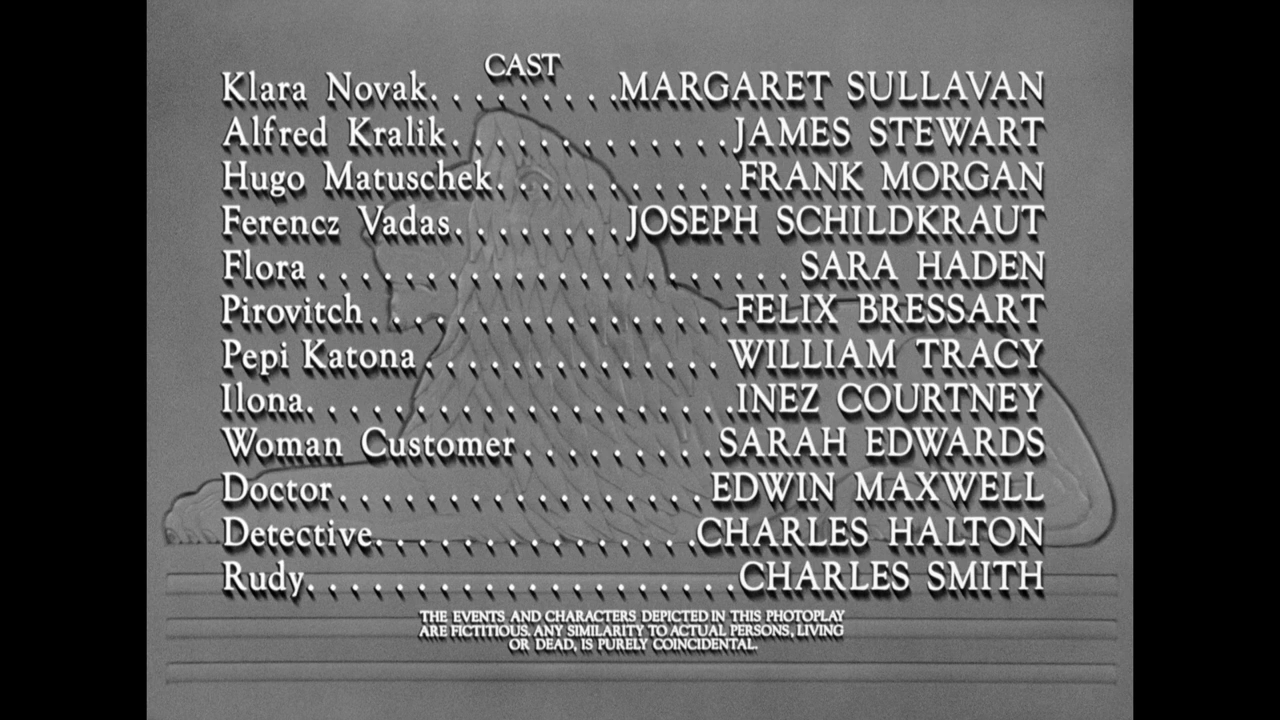 CAST
Klara Novak. . . . . . . . .MARGARET SULLAVAN
Alfred Kralik. . . . . . . . . . . . .JAMES STEWART
Hugo Matuschek. . . . . . . . . . .FRANK MORGAN
Ferencz Vadas. . . . . . . .JOSEPH SCHILDKRAUT
Flora . . . . . . . . . . . . . . . . . . . . . . SARA HADEN
Pirovitch. . . . . . . . . . . . . . . . .FELIX BRESSART
Pepi Katona . . . . . . . . . . . . . . WILLIAM TRACY
Ilona. . . . . . . . . . . . . . . . . . . .INEZ COURTNEY
Woman Customer . . . . . . . . .SARAH EDWARDS
Doctor. . . . . . . . . . . . . . . . . EDWIN MAXWELL
Detective. . . . . . . . . . . . . . .CHARLES HALTON
Rudy. . . . . . . . . . . . . . . . . . . .CHARLES SMITH
THE EVENTS AND CHARACTERS DEPICTED IN THIS PHOTOPLAY
ARE FICTITIOUS. ANY SIMILARITY TO ACTUAL PERSONS, LIVING
OR DEAD, IS PURELY COINCIDENTAL.